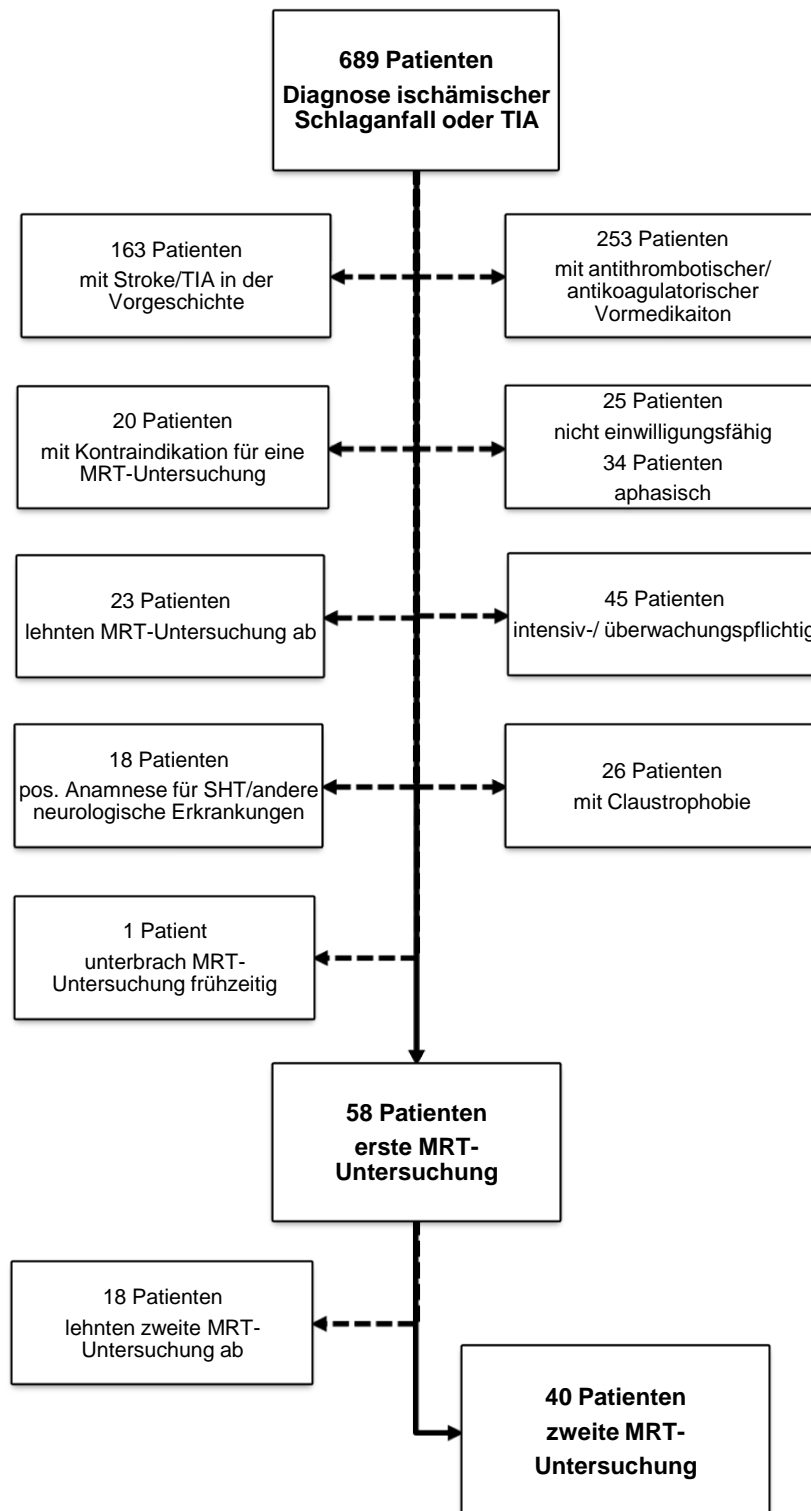 689 Patienten
Diagnose ischämischer
Schlaganfall oder TIA
163 Patienten
mit Stroke/TIA in der
Vorgeschichte
253 Patienten
mit antithrombotischer/
antikoagulatorischer
Vormedikaiton
20 Patienten
mit Kontraindikation für eine
MRT-Untersuchung
25 Patienten
nicht einwilligungsfähig
34 Patienten
aphasisch
23 Patienten
lehnten MRT-Untersuchung ab
45 Patienten
intensiv-/ überwachungspflichtig
18 Patienten
pos. Anamnese für SHT/andere
neurologische Erkrankungen
26 Patienten
mit Claustrophobie
1 Patient
unterbrach MRT-
Untersuchung frühzeitig
58 Patienten
erste MRT-
Untersuchung
18 Patienten
lehnten zweite MRT-
Untersuchung ab
40 Patienten
zweite MRT-
Untersuchung